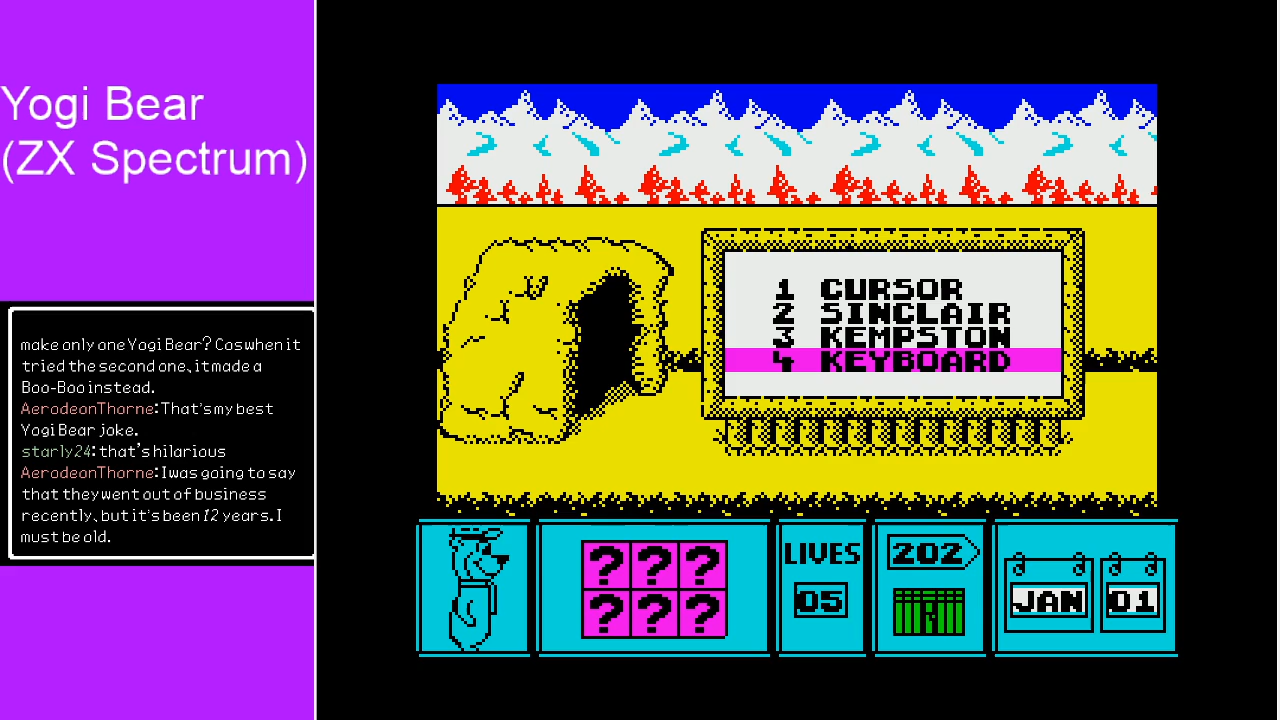 Yogi Bear
(ZX Spectrum)
make only one Yogi Bear? Cos when it
tried the second one, it made a
Boo-Boo instead.
AerodeonThorne: That's my best
Yogi Bear joke.
starly24: that's hilarious
AerodeonThorne: I was going to say
that they went out of business
recently, but it's been 12 years. I
must be old.
1 CURSOR
2 SINCLAIR
3 KEMPSTON
4 KEYBOARD
? ? ?
? ? ?
LIVES
05
202
JAN 01